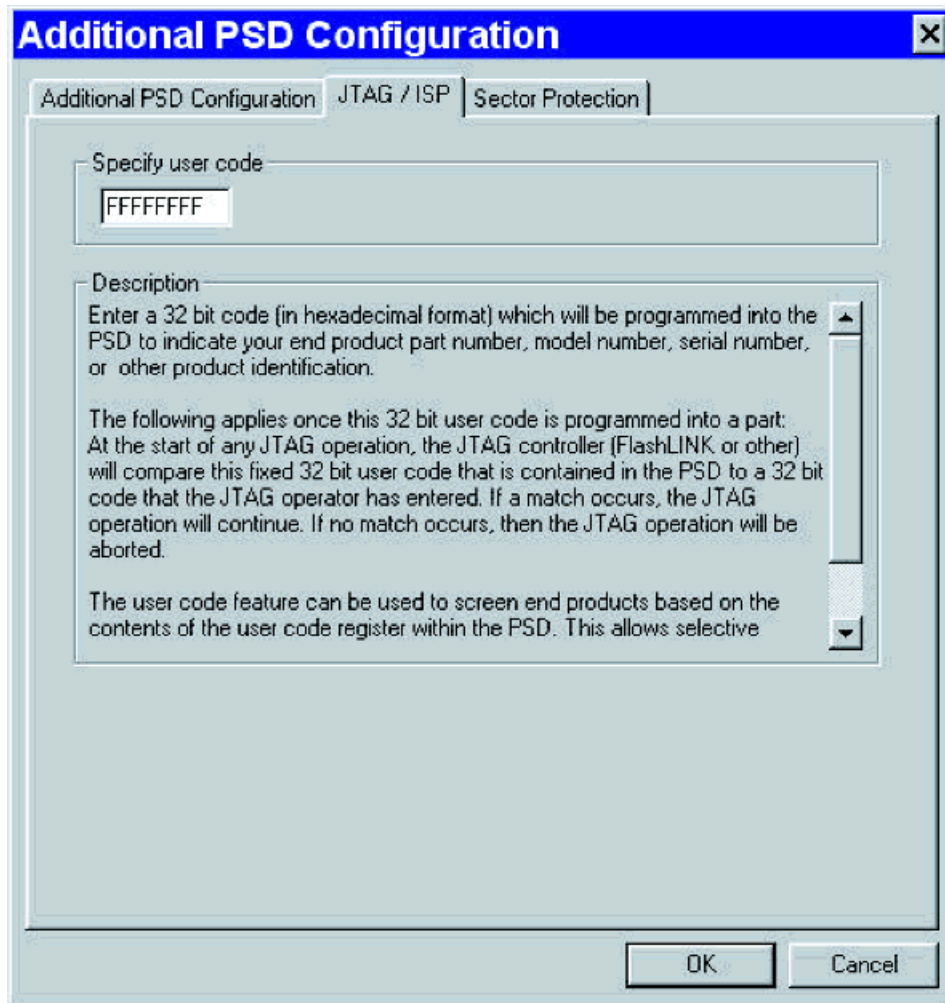 Additional PSD Configuration
Additional PSD Configuration
JTAG / ISP
Sector Protection
Specify user code
FFFFFFFF
Description
Enter a 32 bit code (in hexadecimal format) which will be programmed into the
PSD to indicate your end product part number, model number, serial number,
or other product identification.
The following applies once this 32 bit user code is programmed into a part:
At the start of any JTAG operation, the JTAG controller (FlashLINK or other)
will compare this fixed 32 bit user code that is contained in the PSD to a 32 bit
code that the JTAG operator has entered. If a match occurs, the JTAG
operation will continue. If no match occurs, then the JTAG operation will be
aborted.
The user code feature can be used to screen end products based on the
contents of the user code register within the PSD. This allows selective
OK
Cancel